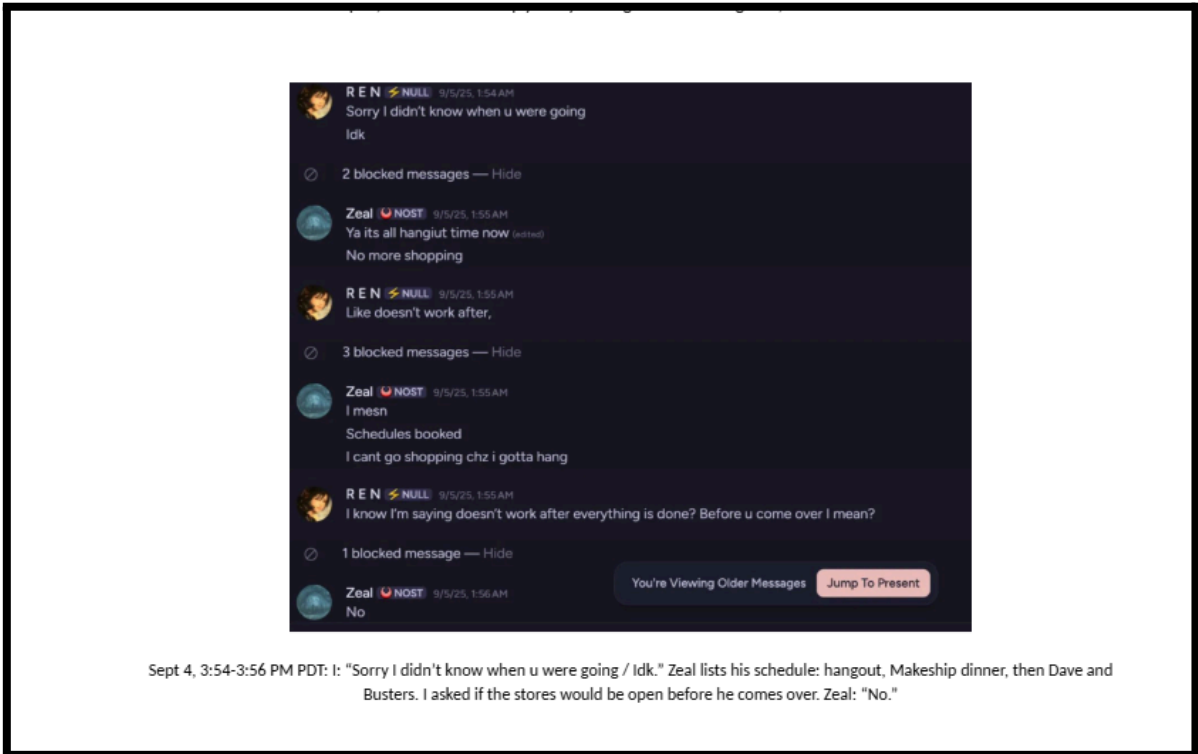 R E N ⚡NULL 9/5/25, 1:54 AM
Sorry I didn't know when u were going
Idk
2 blocked messages — Hide
Zeal NOST 9/5/25, 1:55 AM
Ya its all hangiut time now (edited)
No more shopping
R E N ⚡NULL 9/5/25, 1:55 AM
Like doesn't work after,
3 blocked messages — Hide
Zeal NOST 9/5/25, 1:55 AM
I mesn
Schedules booked
I cant go shopping chz i gotta hang
R E N ⚡NULL 9/5/25, 1:55 AM
I know I'm saying doesn't work after everything is done? Before u come over I mean?
1 blocked message — Hide
You're Viewing Older Messages Jump To Present
Zeal NOST 9/5/25, 1:56 AM
No
Sept 4, 3:54-3:56 PM PDT: I: “Sorry I didn’t know when u were going / Idk.” Zeal lists his schedule: hangout, Makeship dinner, then Dave and
Busters. I asked if the stores would be open before he comes over. Zeal: “No.”